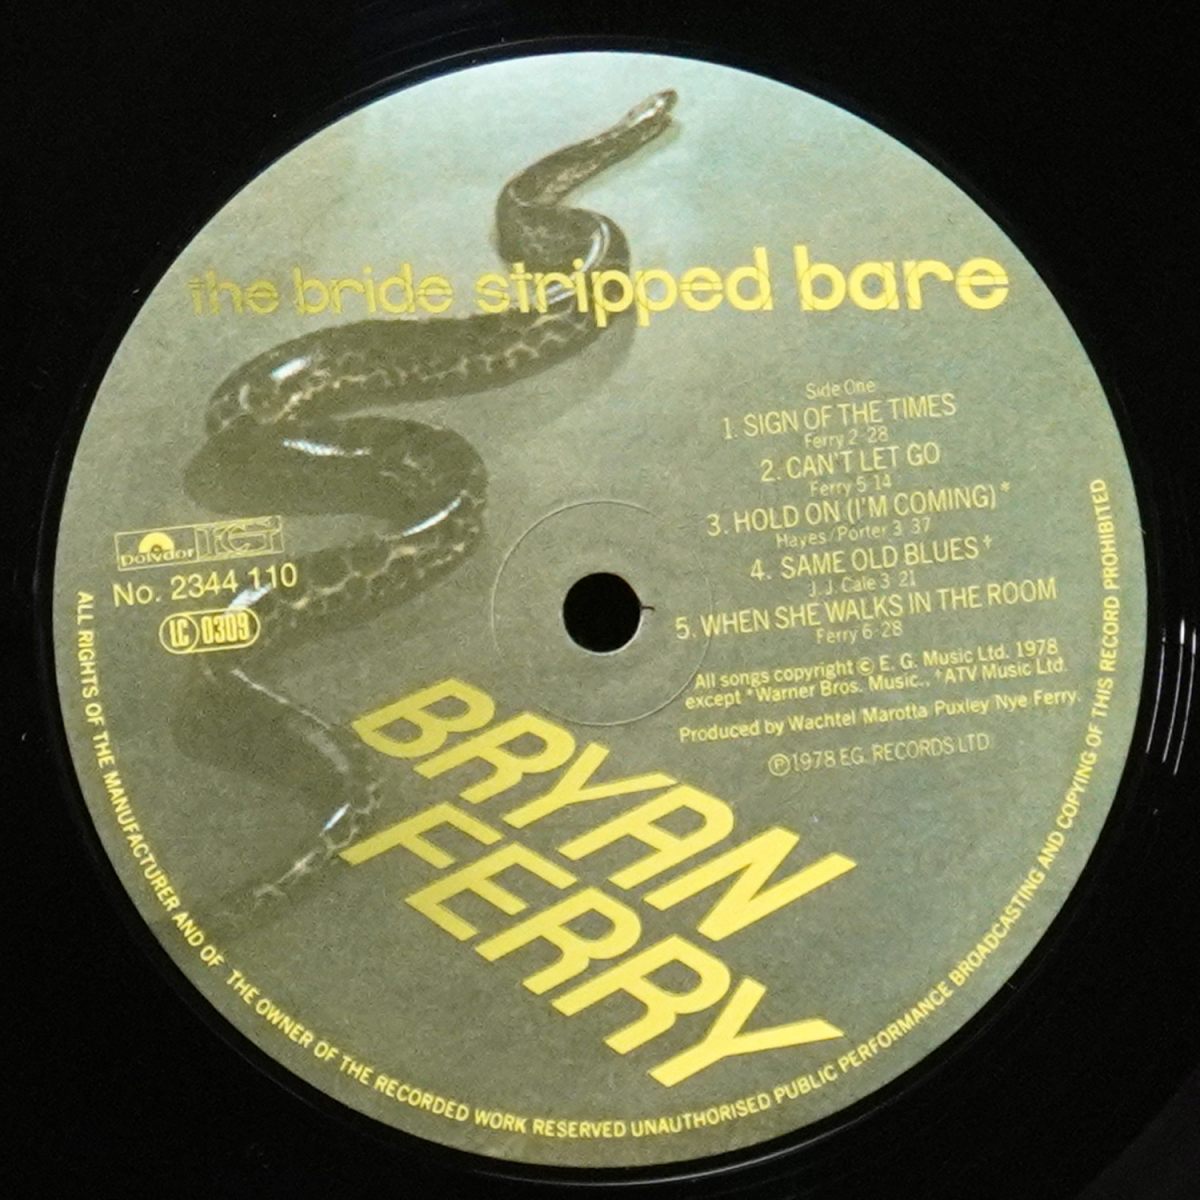 the bride stripped bare
Side One
1. SIGN OF THE TIMES
Ferry 2-28
2. CAN'T LET GO
Ferry 5 14
3. HOLD ON (I'M COMING)*
Hayes/Porter 3 37
4. SAME OLD BLUES†
J. J. Cale 3 21
5. WHEN SHE WALKS IN THE ROOM
Ferry 6-28
All songs copyright © E. G. Music Ltd. 1978
except *Warner Bros. Music., †ATV Music Ltd.
Produced by Wachtel/Marotta/Puxley/Nye/Ferry.
℗1978 E.G. RECORDS LTD
Polydor EG
No. 2344 110
LC 0309
BRYAN
FERRY
ALL RIGHTS OF THE MANUFACTURER AND OF THE OWNER OF THE RECORDED WORK RESERVED UNAUTHORISED PUBLIC PERFORMANCE BROADCASTING AND COPYING OF THIS RECORD PROHIBITED